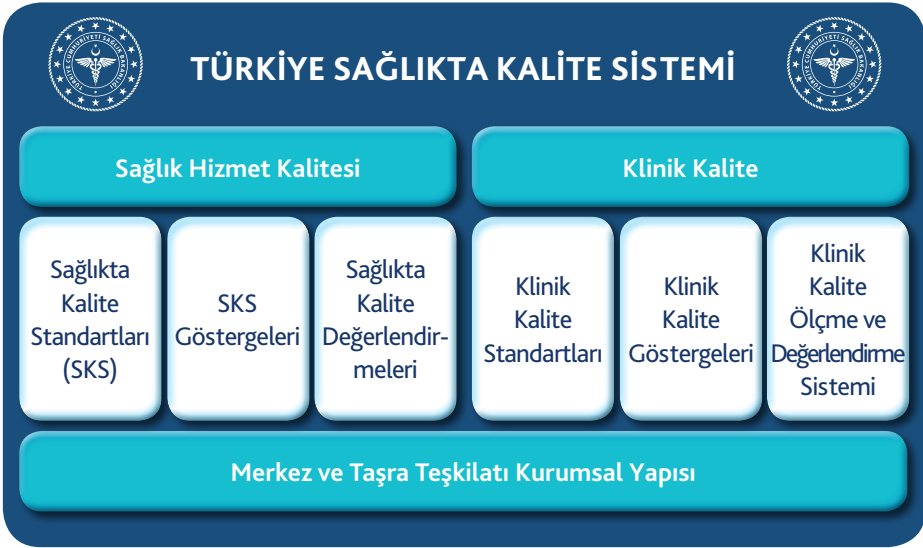 TÜRKİYE SAĞLIKTA KALİTE SİSTEMİ
Sağlık Hizmet Kalitesi
Klinik Kalite
Sağlıkta
Kalite
Standartları
(SKS)
SKS
Göstergeleri
Sağlıkta
Kalite
Değerlendir-
meleri
Klinik
Kalite
Standartları
Klinik
Kalite
Göstergeleri
Klinik
Kalite
Ölçme ve
Değerlendirme
Sistemi
Merkez ve Taşra Teşkilatı Kurumsal Yapısı